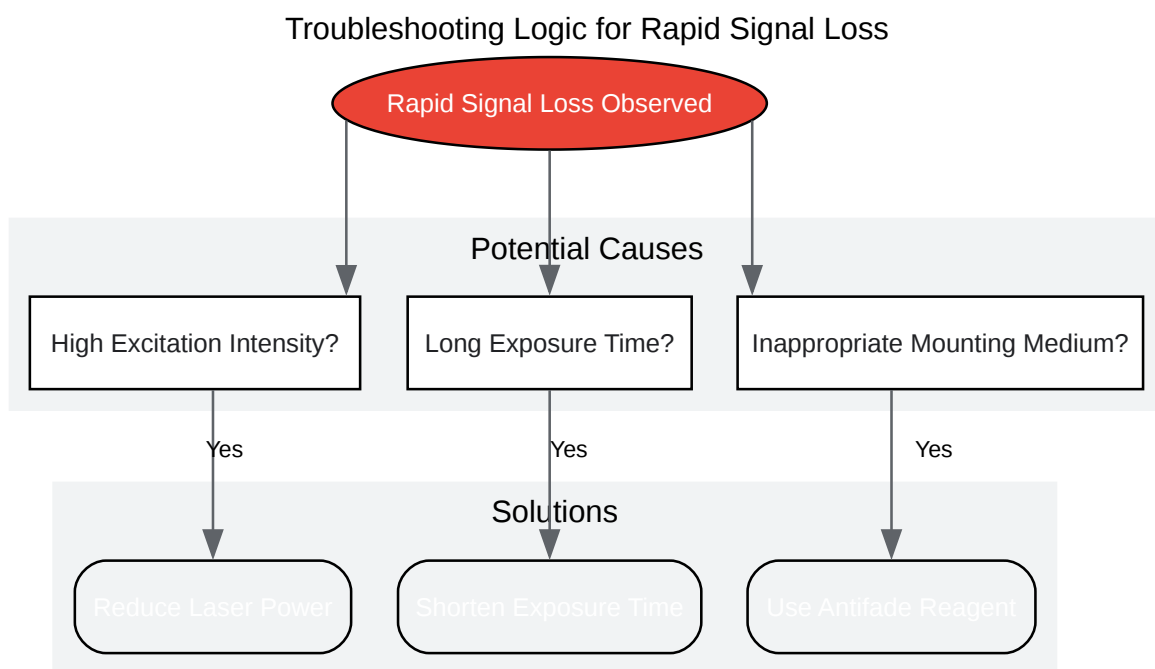 Troubleshooting Logic for Rapid Signal Loss
Rapid Signal Loss Observed
Potential Causes
High Excitation Intensity?
Long Exposure Time?
Inappropriate Mounting Medium?
Yes
Yes
Yes
Solutions
Reduce Laser Power
Shorten Exposure Time
Use Antifade Reagent